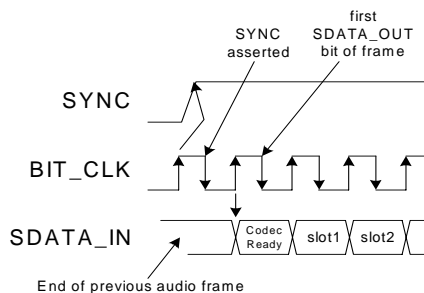 SYNC
asserted
first
SDATA_OUT
bit of frame
SYNC
BIT_CLK
SDATA_IN
Codec
Ready
slot1
slot2
End of previous audio frame